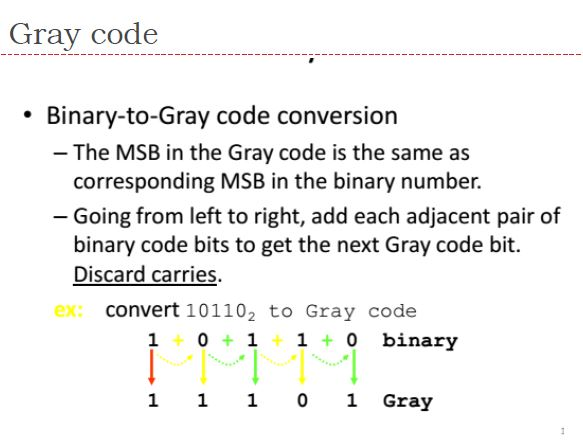 Gray code
• Binary-to-Gray code conversion
– The MSB in the Gray code is the same as
corresponding MSB in the binary number.
– Going from left to right, add each adjacent pair of
binary code bits to get the next Gray code bit.
Discard carries.
ex: convert 10110₂ to Gray code
1 + 0 + 1 + 1 + 0 binary
1 1 1 0 1 Gray